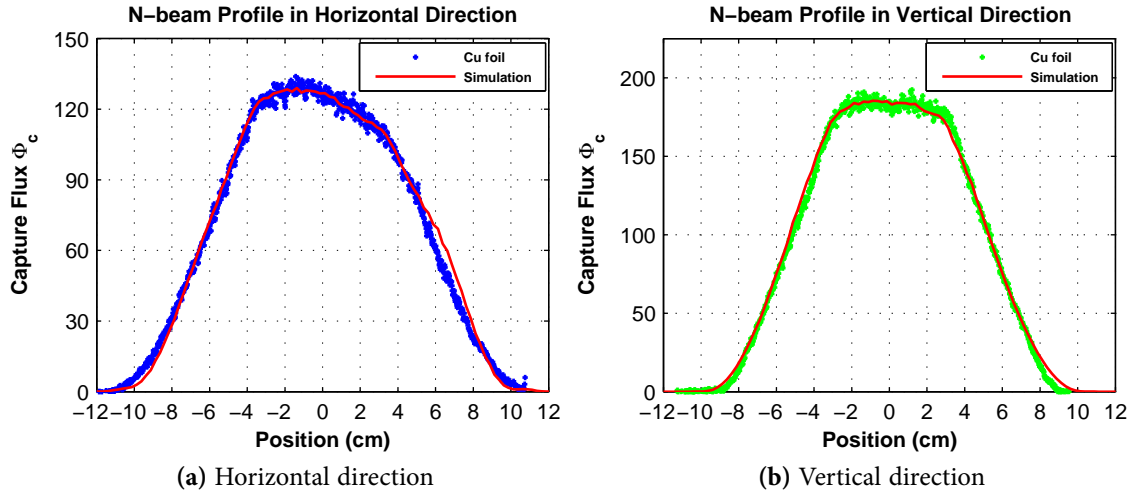 N-beam Profile in Horizontal Direction
Capture Flux Φc
150
120
90
60
30
0
Cu foil
Simulation
−12 −10 −8 −6 −4 −2 0 2 4 6 8 10 12
Position (cm)
(a) Horizontal direction
N-beam Profile in Vertical Direction
Capture Flux Φc
200
150
100
50
0
Cu foil
Simulation
−12 −10 −8 −6 −4 −2 0 2 4 6 8 10 12
Position (cm)
(b) Vertical direction